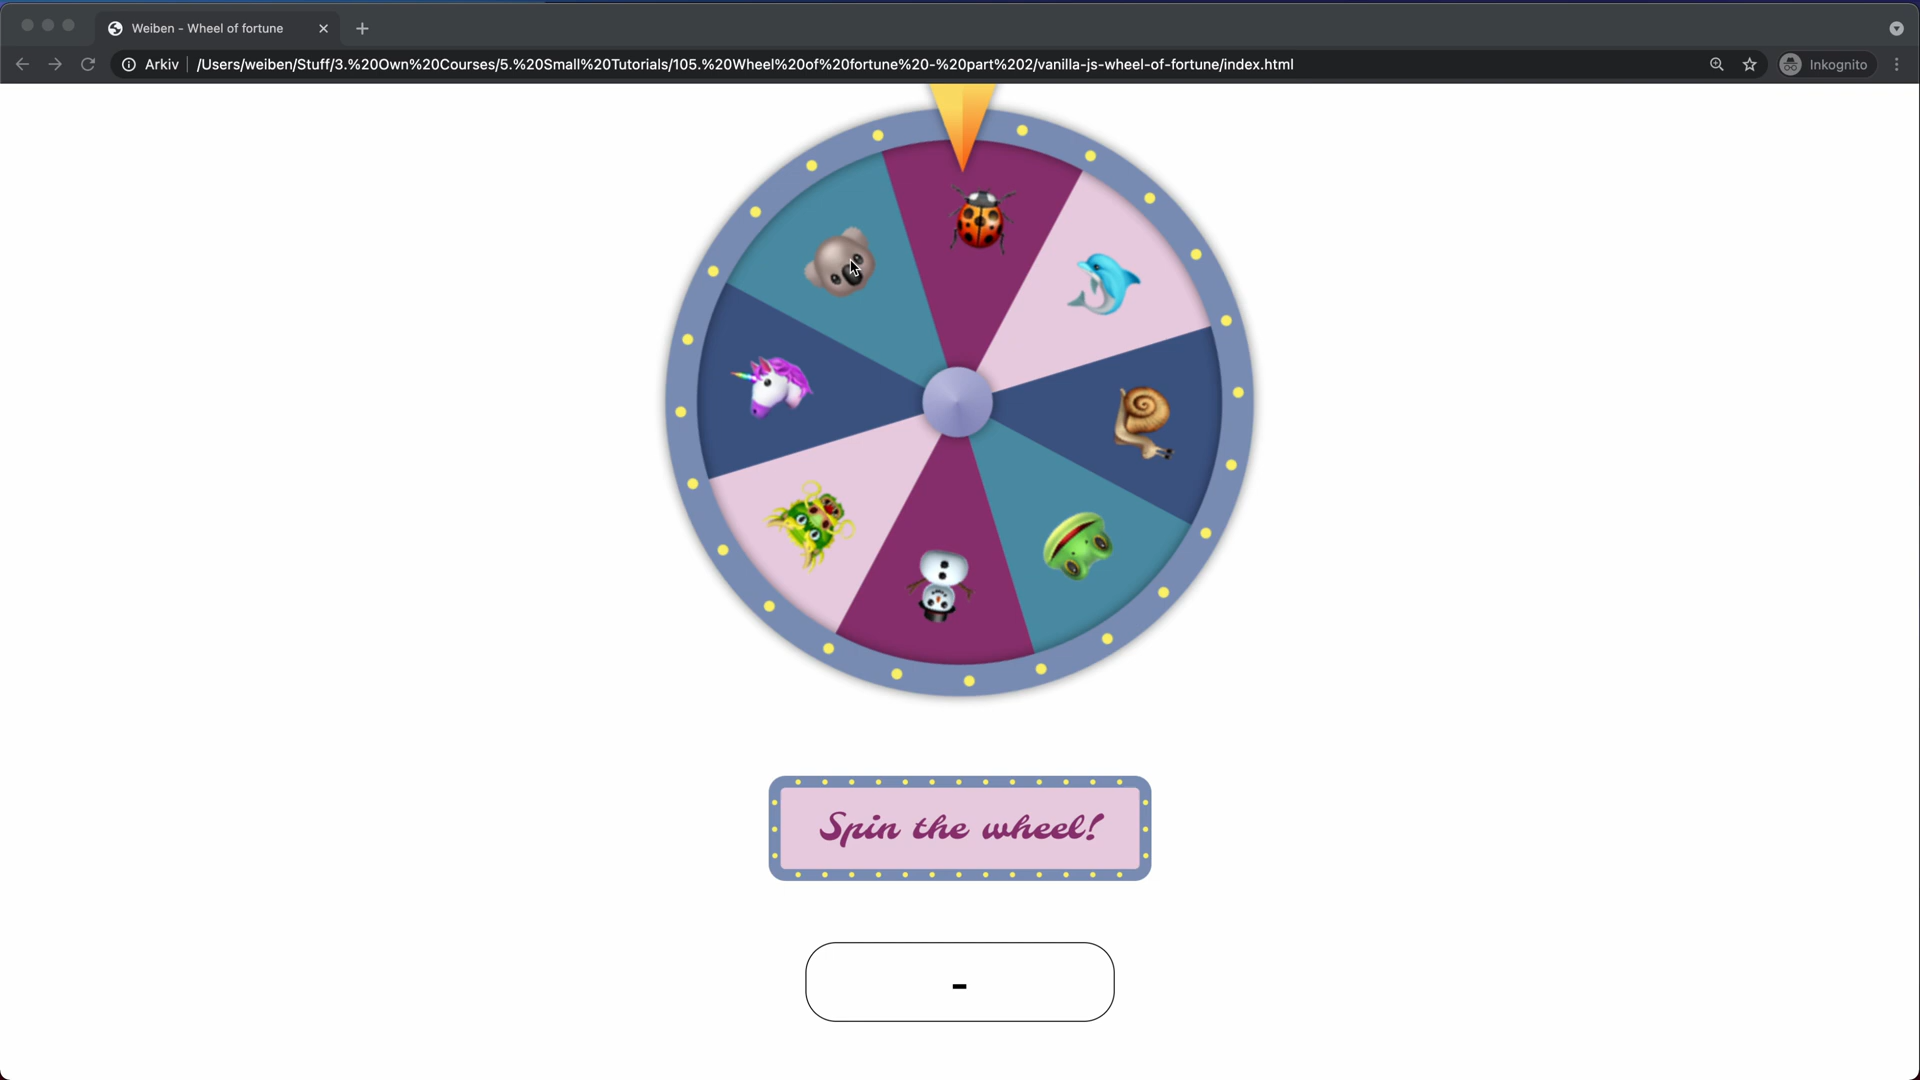 Weiben - Wheel of fortune
Arkiv /Users/weiben/Stuff/3.%20Own%20Courses/5.%20Small%20Tutorials/105.%20Wheel%20of%20fortune%20-%20part%202/vanilla-js-wheel-of-fortune/index.html Inkognito
Spin the wheel!
-